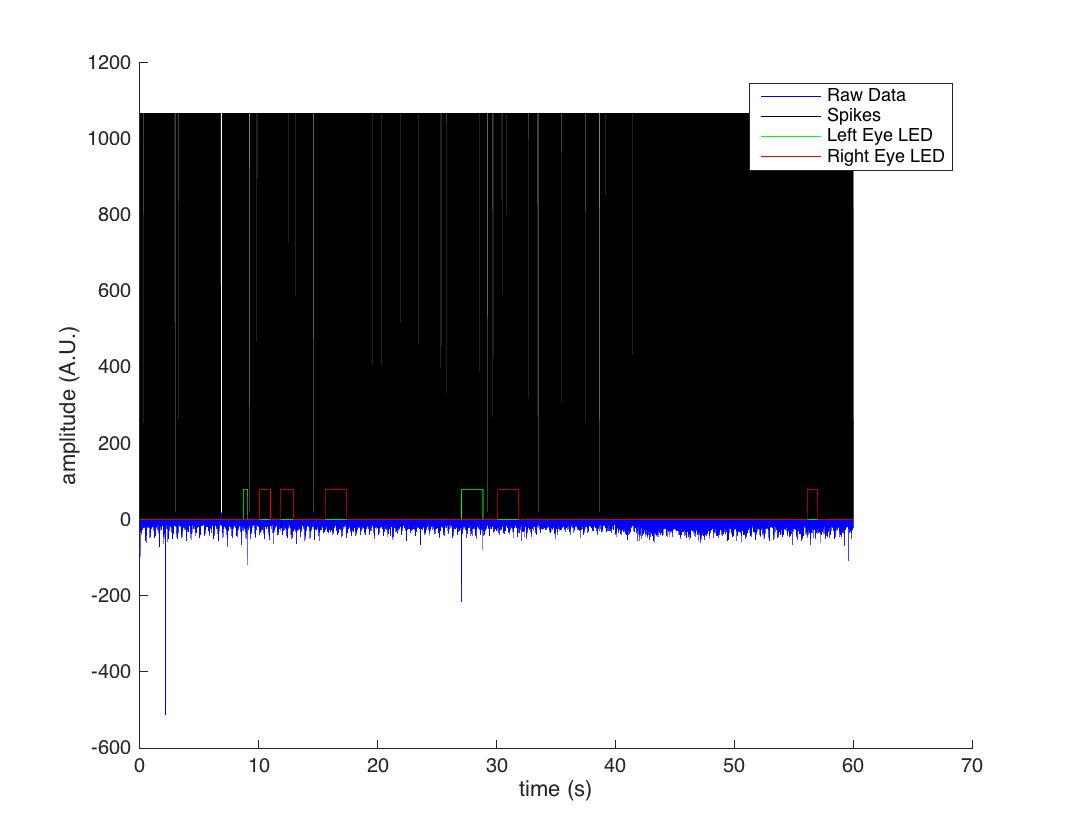 1200
1000
800
600
400
200
0
-200
-400
-600
0 10 20 30 40 50 60 70
amplitude (A.U.)
time (s)
Raw Data
Spikes
Left Eye LED
Right Eye LED